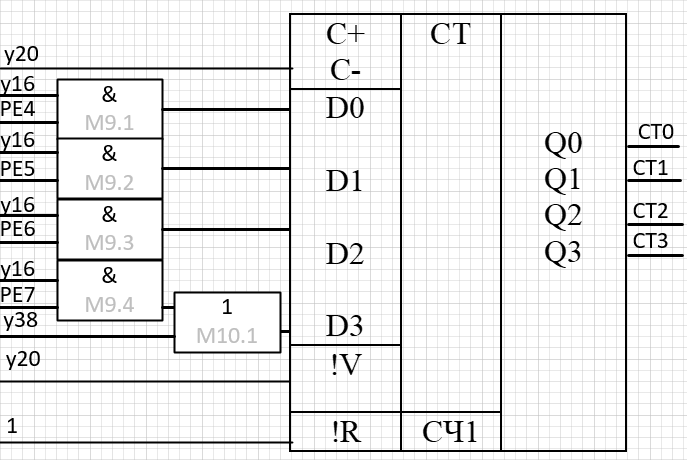 C+ CT
y20
C-
y16
&
D0
PE4
M9.1
y16
&
Q0
CT0
PE5
M9.2
D1
Q1
CT1
y16
&
Q2
CT2
PE6
M9.3
D2
Q3
CT3
y16
&
PE7
M9.4
1
y38
M10.1
D3
y20
!V
1
!R
СЧ1